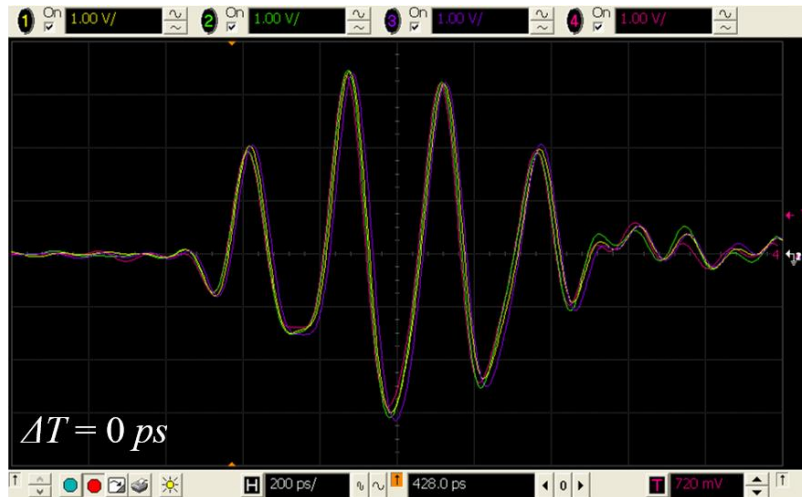 1 On 1.00 V/ 2 On 1.00 V/ 3 On 1.00 V/ 4 On 1.00 V/
4
ΔT = 0 ps
H 200 ps/ 428.0 ps 0 T 720 mV